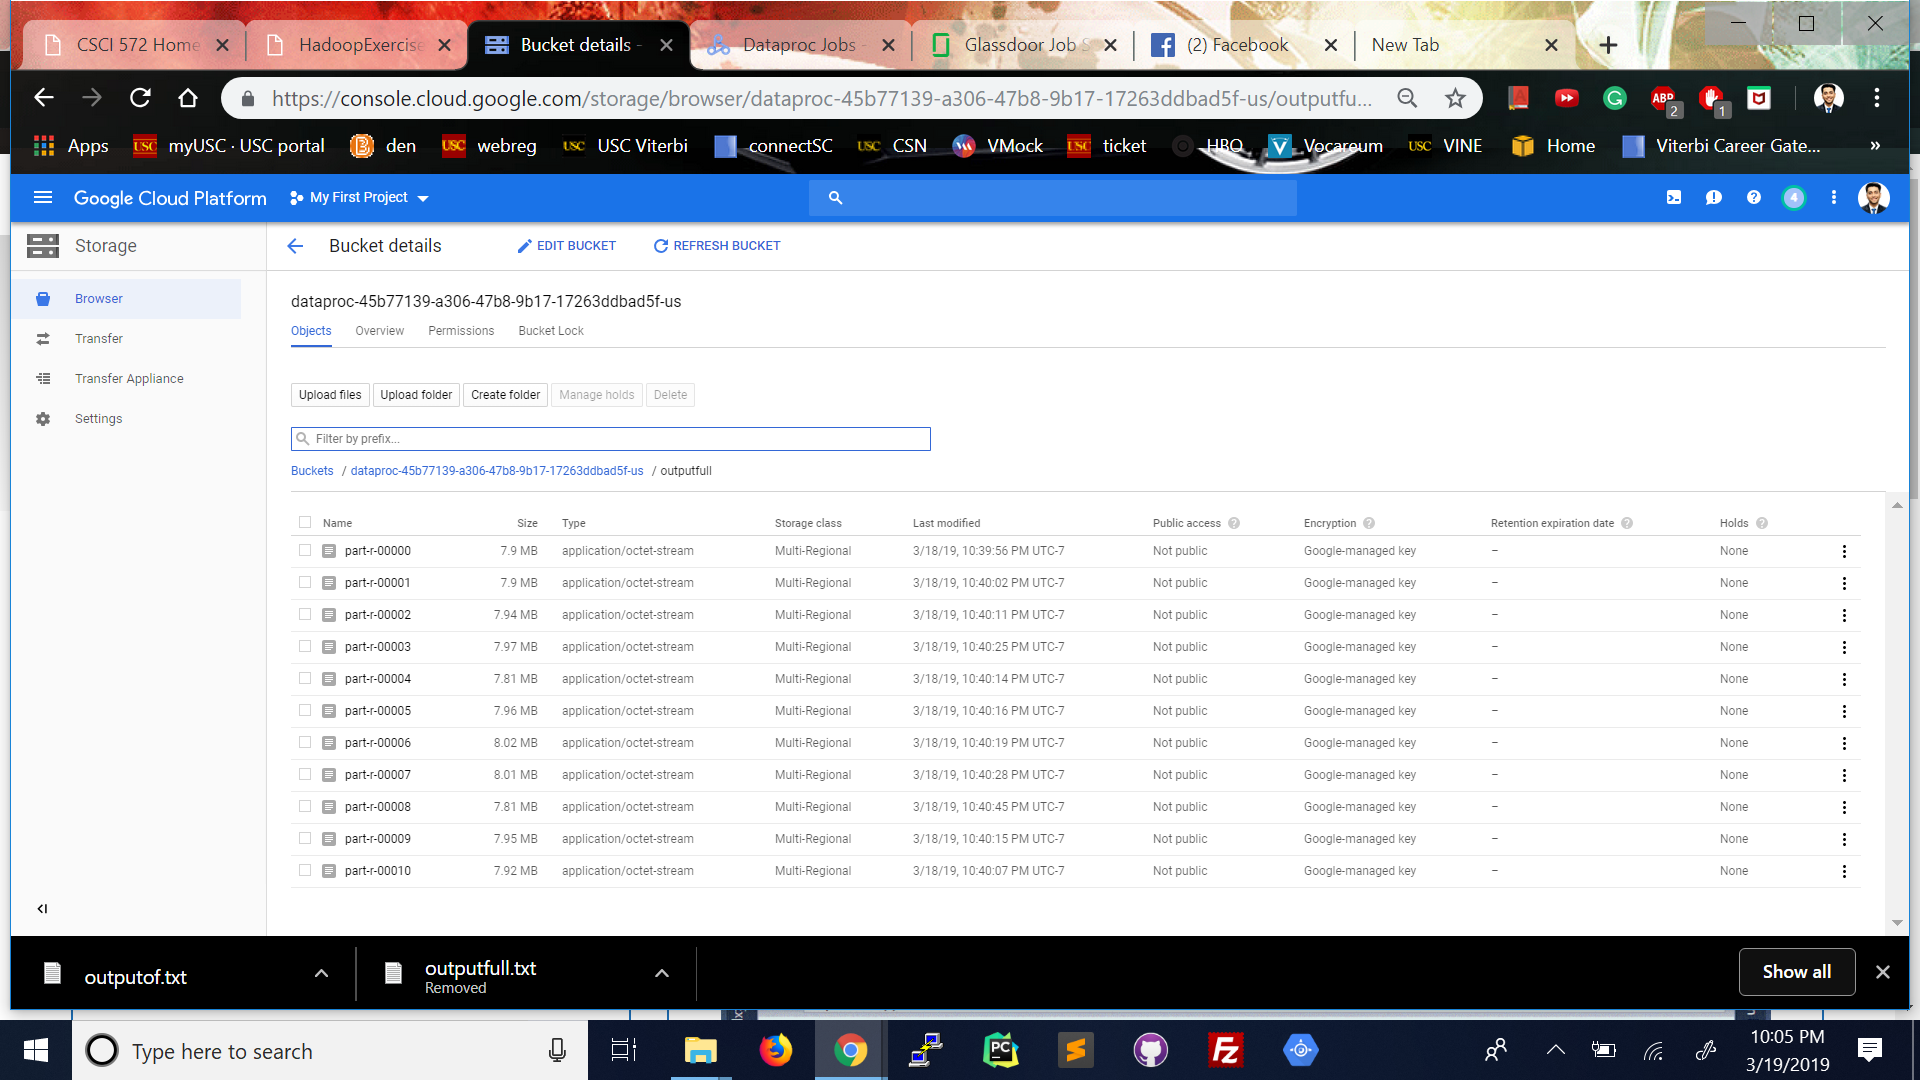 CSCI 572 Home
HadoopExercise
Bucket details -
Dataproc Jobs -
Glassdoor Job S
(2) Facebook
New Tab
https://console.cloud.google.com/storage/browser/dataproc-45b77139-a306-47b8-9b17-17263ddbad5f-us/outputfu...
ABP
2
1
Apps
USC
myUSC · USC portal
den
USC
webreg
USC
USC Viterbi
connectSC
USC
CSN
VMock
USC
ticket
HBO
V
Vocareum
USC
VINE
Home
Viterbi Career Gate...
»
Google Cloud Platform
My First Project
4
Storage
Bucket details
EDIT BUCKET
REFRESH BUCKET
Browser
Transfer
Transfer Appliance
Settings
dataproc-45b77139-a306-47b8-9b17-17263ddbad5f-us
Objects Overview Permissions Bucket Lock
Upload files Upload folder Create folder Manage holds Delete
Filter by prefix...
Buckets / dataproc-45b77139-a306-47b8-9b17-17263ddbad5f-us / outputfull
Name Size Type Storage class Last modified Public access Encryption Retention expiration date Holds
part-r-00000 7.9 MB application/octet-stream Multi-Regional 3/18/19, 10:39:56 PM UTC-7 Not public Google-managed key – None
part-r-00001 7.9 MB application/octet-stream Multi-Regional 3/18/19, 10:40:02 PM UTC-7 Not public Google-managed key – None
part-r-00002 7.94 MB application/octet-stream Multi-Regional 3/18/19, 10:40:11 PM UTC-7 Not public Google-managed key – None
part-r-00003 7.97 MB application/octet-stream Multi-Regional 3/18/19, 10:40:25 PM UTC-7 Not public Google-managed key – None
part-r-00004 7.81 MB application/octet-stream Multi-Regional 3/18/19, 10:40:14 PM UTC-7 Not public Google-managed key – None
part-r-00005 7.96 MB application/octet-stream Multi-Regional 3/18/19, 10:40:16 PM UTC-7 Not public Google-managed key – None
part-r-00006 8.02 MB application/octet-stream Multi-Regional 3/18/19, 10:40:19 PM UTC-7 Not public Google-managed key – None
part-r-00007 8.01 MB application/octet-stream Multi-Regional 3/18/19, 10:40:28 PM UTC-7 Not public Google-managed key – None
part-r-00008 7.81 MB application/octet-stream Multi-Regional 3/18/19, 10:40:45 PM UTC-7 Not public Google-managed key – None
part-r-00009 7.95 MB application/octet-stream Multi-Regional 3/18/19, 10:40:15 PM UTC-7 Not public Google-managed key – None
part-r-00010 7.92 MB application/octet-stream Multi-Regional 3/18/19, 10:40:07 PM UTC-7 Not public Google-managed key – None
outputof.txt
outputfull.txt
Removed
Show all
Type here to search
PC
S
FZ
10:05 PM
3/19/2019